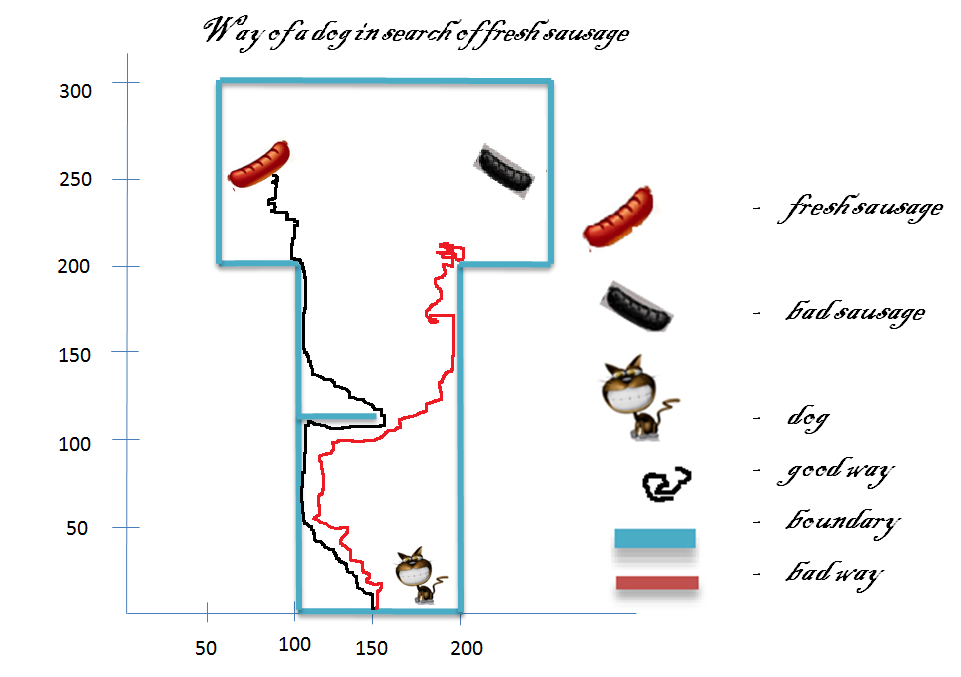 Way of a dog in search of fresh sausage
300
250
200
150
100
50
50 100 150 200
- fresh sausage
- bad sausage
- dog
- good way
- boundary
- bad way